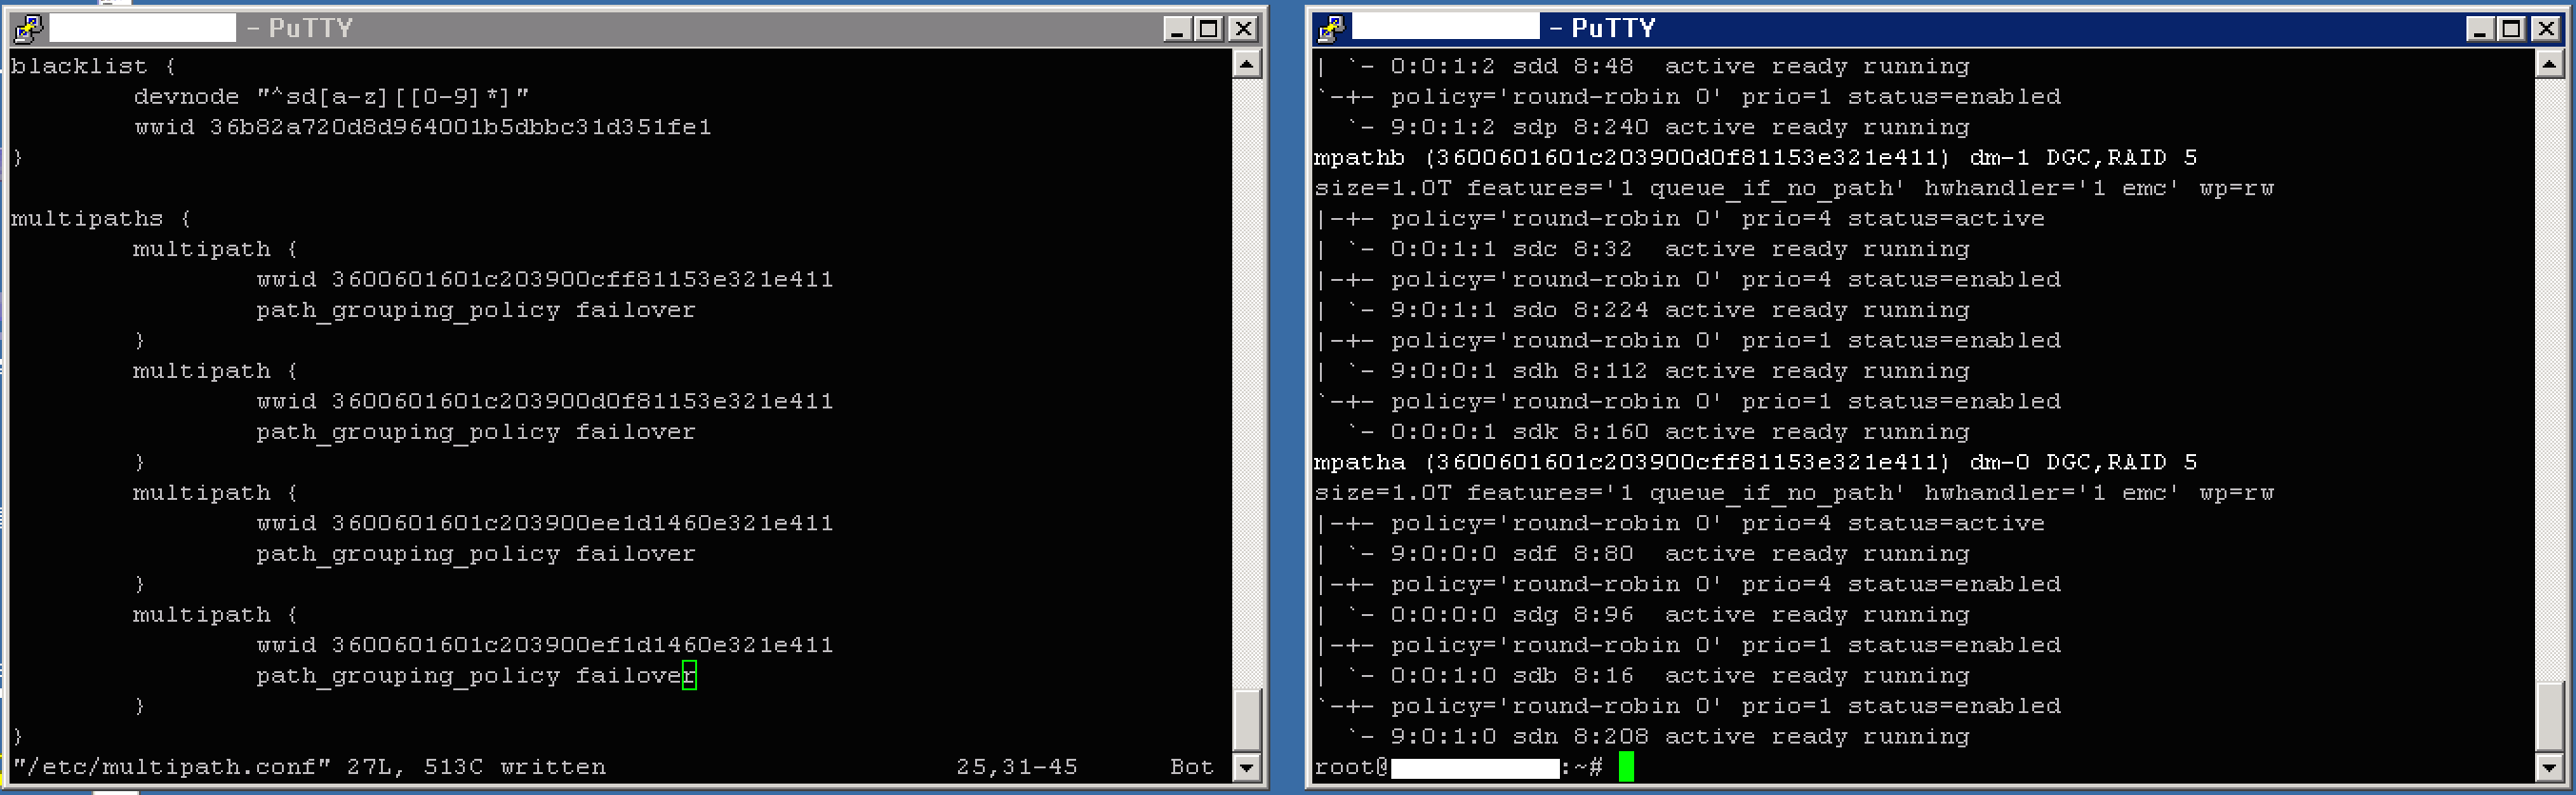 - PuTTY
blacklist {
devnode "^sd[a-z][[0-9]*]"
wwid 36b82a720d8d964001b5dbbc31d351fe1
}
multipaths {
multipath {
wwid 3600601601c203900cff81153e321e411
path_grouping_policy failover
}
multipath {
wwid 3600601601c203900d0f81153e321e411
path_grouping_policy failover
}
multipath {
wwid 3600601601c203900ee1d1460e321e411
path_grouping_policy failover
}
multipath {
wwid 3600601601c203900ef1d1460e321e411
path_grouping_policy failover
}
}
"/etc/multipath.conf" 27L, 513C written 25,31-45 Bot
- PuTTY
| `- 0:0:1:2 sdd 8:48  active ready running
`-+- policy='round-robin 0' prio=1 status=enabled
`- 9:0:1:2 sdp 8:240 active ready running
mpathb (3600601601c203900d0f81153e321e411) dm-1 DGC,RAID 5
size=1.0T features='1 queue_if_no_path' hwhandler='1 emc' wp=rw
|-+- policy='round-robin 0' prio=4 status=active
| `- 0:0:1:1 sdc 8:32  active ready running
|-+- policy='round-robin 0' prio=4 status=enabled
| `- 9:0:1:1 sdo 8:224 active ready running
|-+- policy='round-robin 0' prio=1 status=enabled
| `- 9:0:0:1 sdh 8:112 active ready running
`-+- policy='round-robin 0' prio=1 status=enabled
`- 0:0:0:1 sdk 8:160 active ready running
mpatha (3600601601c203900cff81153e321e411) dm-0 DGC,RAID 5
size=1.0T features='1 queue_if_no_path' hwhandler='1 emc' wp=rw
|-+- policy='round-robin 0' prio=4 status=active
| `- 9:0:0:0 sdf 8:80  active ready running
|-+- policy='round-robin 0' prio=4 status=enabled
| `- 0:0:0:0 sdg 8:96  active ready running
|-+- policy='round-robin 0' prio=1 status=enabled
| `- 0:0:1:0 sdb 8:16  active ready running
`-+- policy='round-robin 0' prio=1 status=enabled
`- 9:0:1:0 sdn 8:208 active ready running
root@ :~#